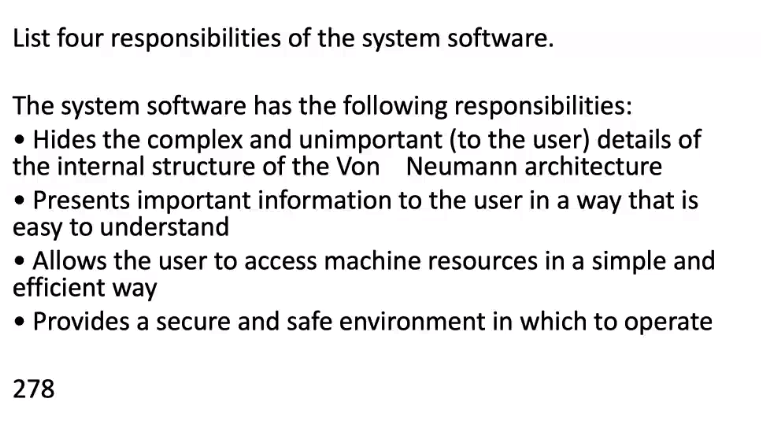 List four responsibilities of the system software.
The system software has the following responsibilities:
• Hides the complex and unimportant (to the user) details of
the internal structure of the Von    Neumann architecture
• Presents important information to the user in a way that is
easy to understand
• Allows the user to access machine resources in a simple and
efficient way
• Provides a secure and safe environment in which to operate
278